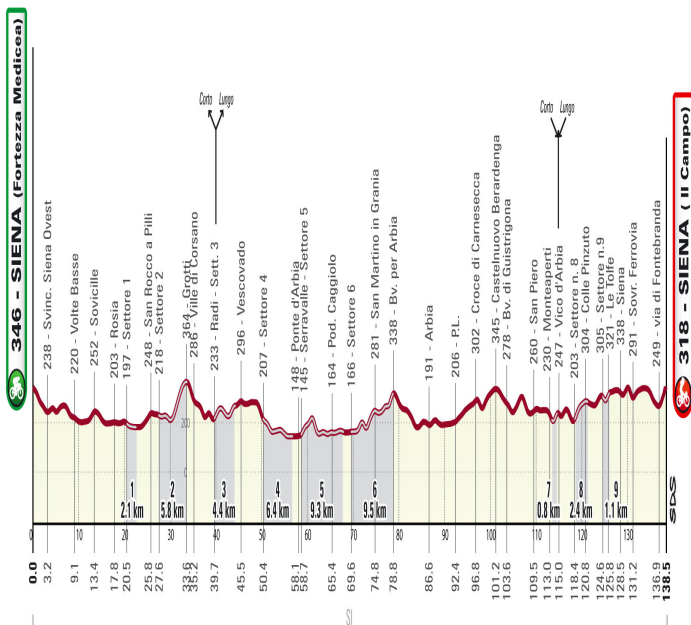 346 - SIENA (Fortezza Medicea)
238 - Svinc. Siena Ovest
220 - Volte Basse
252 - Sovicille
203 - Rosia
197 - Settore 1
248 - San Rocco a Pilli
218 - Settore 2
364 - Grotti
286 - Ville di Corsano
233 - Radi - Sett. 3
296 - Vescovado
207 - Settore 4
148 - Ponte d'Arbia
145 - Serravalle - Settore 5
164 - Pod. Caggiolo
166 - Settore 6
281 - San Martino in Grania
338 - Bv. per Arbia
191 - Arbia
206 - P.L.
302 - Croce di Carnesecca
345 - Castelnuovo Berardenga
278 - Bv. di Guistrigona
260 - San Piero
230 - Monteaperti
247 - Vico d'Arbia
203 - Settore n. 8
304 - Colle Pinzuto
305 - Settore n.9
321 - Le Tolfe
338 - Siena
291 - Sovr. Ferrovia
249 - via di Fontebranda
318 - SIENA ( Il Campo)
Corto Lungo
Corto Lungo
200
0
1 2 3 4 5 6 7 8 9
2.1 km 5.8 km 4.4 km 6.4 km 9.3 km 9.5 km 0.8 km 2.4 km 1.1 km
SDS
0 10 20 30 40 50 60 70 80 90 100 110 120 130
0.0 3.2 9.1 13.4 17.8 20.5 25.8 27.6 35.2 39.7 45.5 50.4 58.1 58.7 65.4 69.6 74.8 78.8 86.6 92.4 96.8 101.2 103.6 109.5 113.0 115.0 118.4 120.8 124.6 125.8 128.5 131.2 136.9 138.5
SI